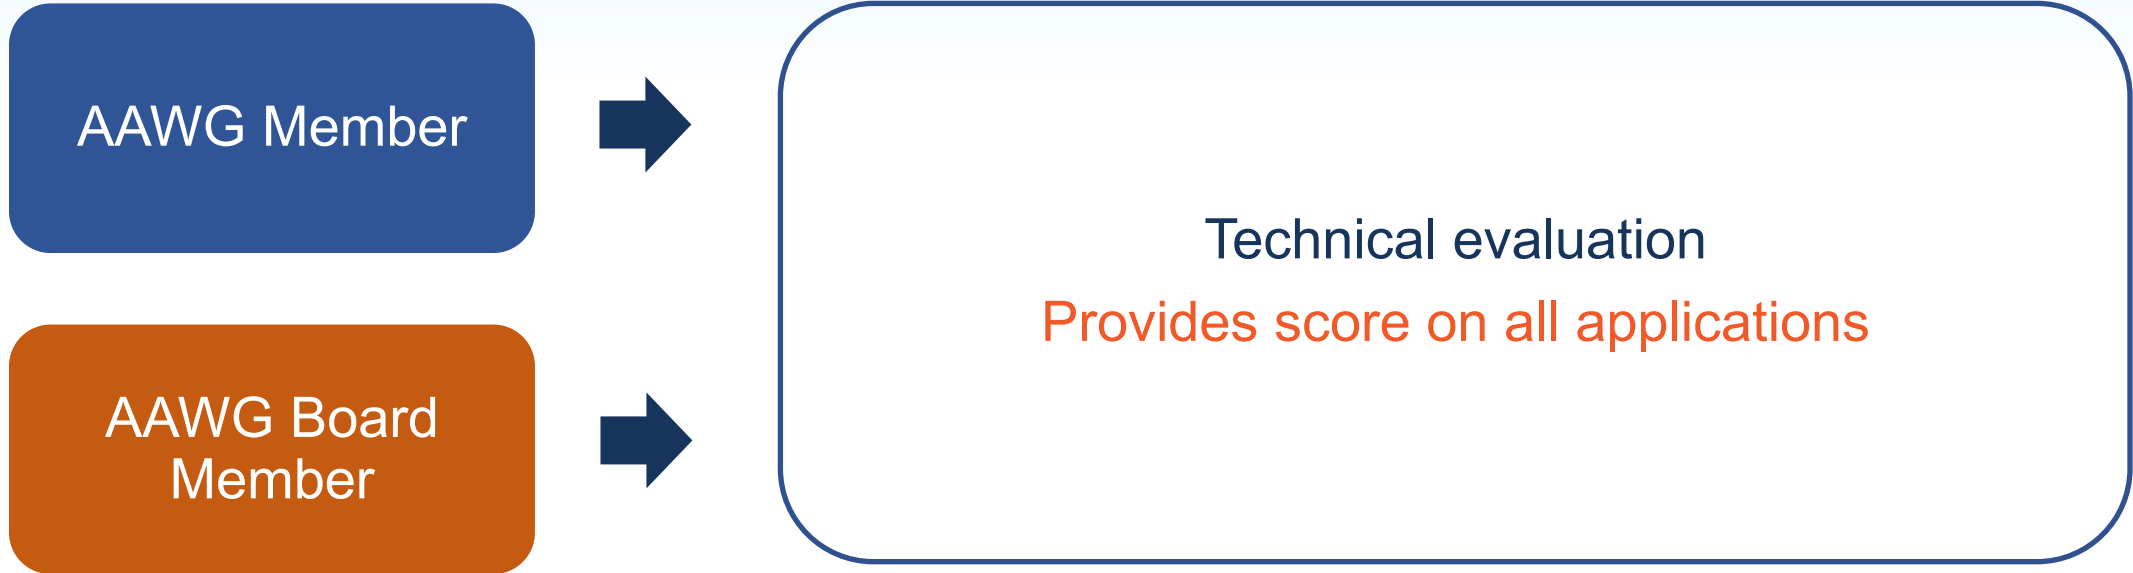 AAWG Member
AAWG Board
Member
Technical evaluation
Provides score on all applications